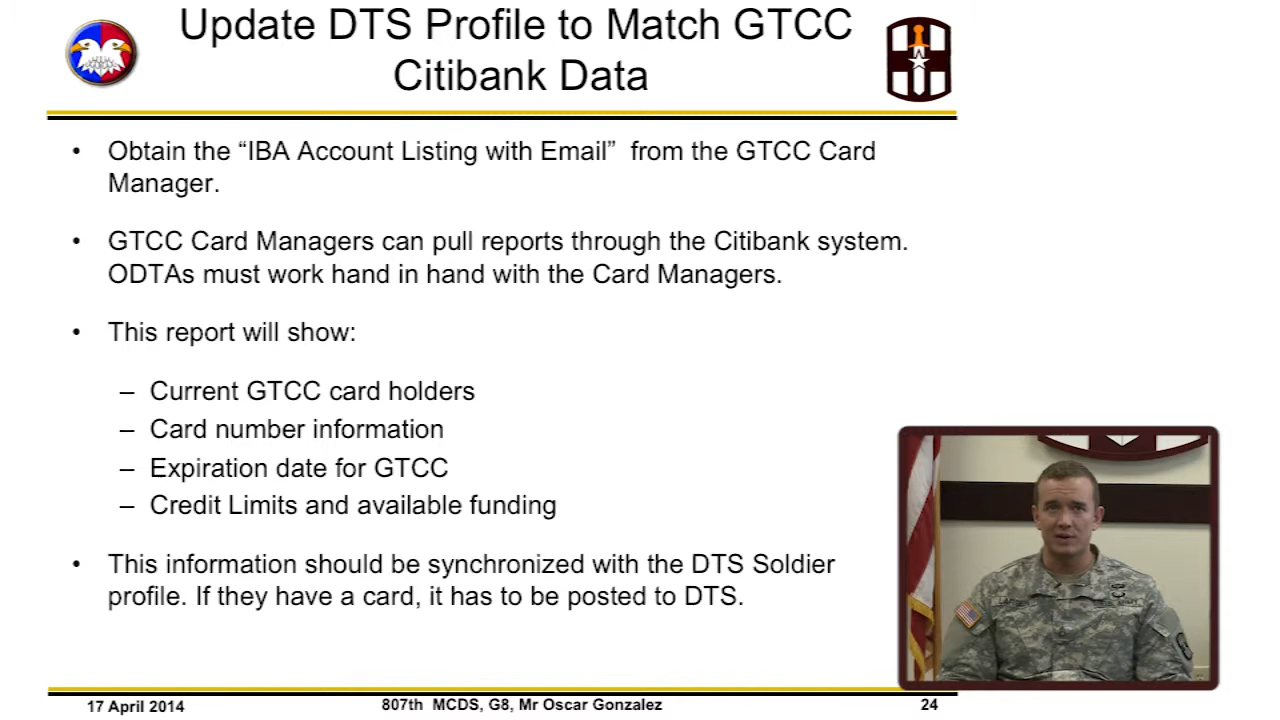 Update DTS Profile to Match GTCC
Citibank Data
• Obtain the “IBA Account Listing with Email” from the GTCC Card
Manager.
• GTCC Card Managers can pull reports through the Citibank system.
ODTAs must work hand in hand with the Card Managers.
• This report will show:
– Current GTCC card holders
– Card number information
– Expiration date for GTCC
– Credit Limits and available funding
• This information should be synchronized with the DTS Soldier
profile. If they have a card, it has to be posted to DTS.
17 April 2014
807th MCDS, G8, Mr Oscar Gonzalez
24